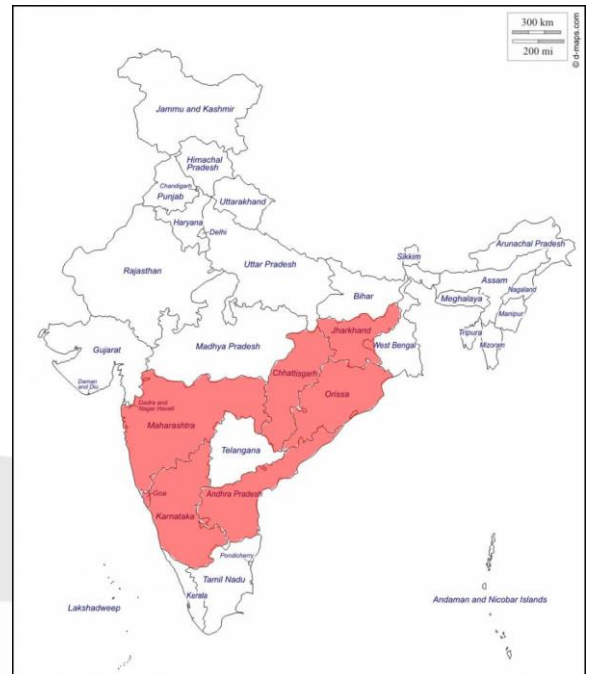 300 km
200 mi
© d-maps.com
Jammu and Kashmir
Himachal
Pradesh
Chandigarh
Punjab
Uttarakhand
Haryana
Delhi
Rajasthan
Uttar Pradesh
Sikkim
Arunachal Pradesh
Assam
Nagaland
Bihar
Meghalaya
Manipur
Jharkhand
Tripura
Mizoram
West Bengal
Gujarat
Madhya Pradesh
Chhattisgarh
Daman
and Diu
Orissa
Dadra and
Nagar Haveli
Maharashtra
Telangana
Goa
Andhra Pradesh
Karnataka
Pondicherry
Tamil Nadu
Kerala
Lakshadweep
Andaman and Nicobar Islands